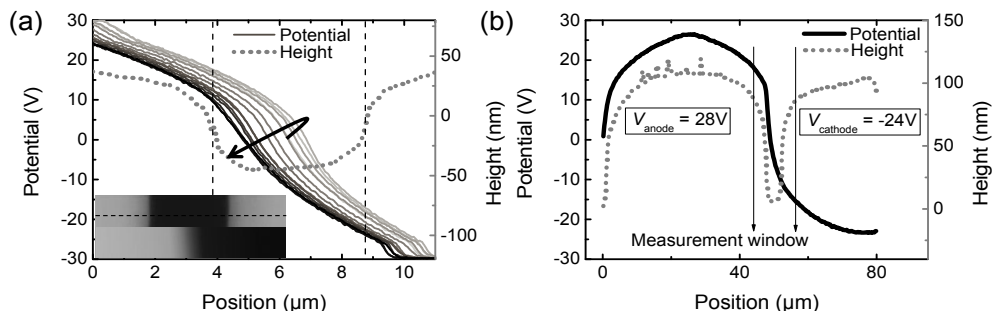 (a)
Potential
Height
Potential (V)
30
20
10
0
-10
-20
-30
0 2 4 6 8 10
Position (µm)
50
0
-50
-100
Height (nm)
(b)
Potential
Height
V_anode = 28V
V_cathode = -24V
Measurement window
Potential (V)
30
20
10
0
-10
-20
-30
0 40 80
Position (µm)
150
100
50
0
Height (nm)